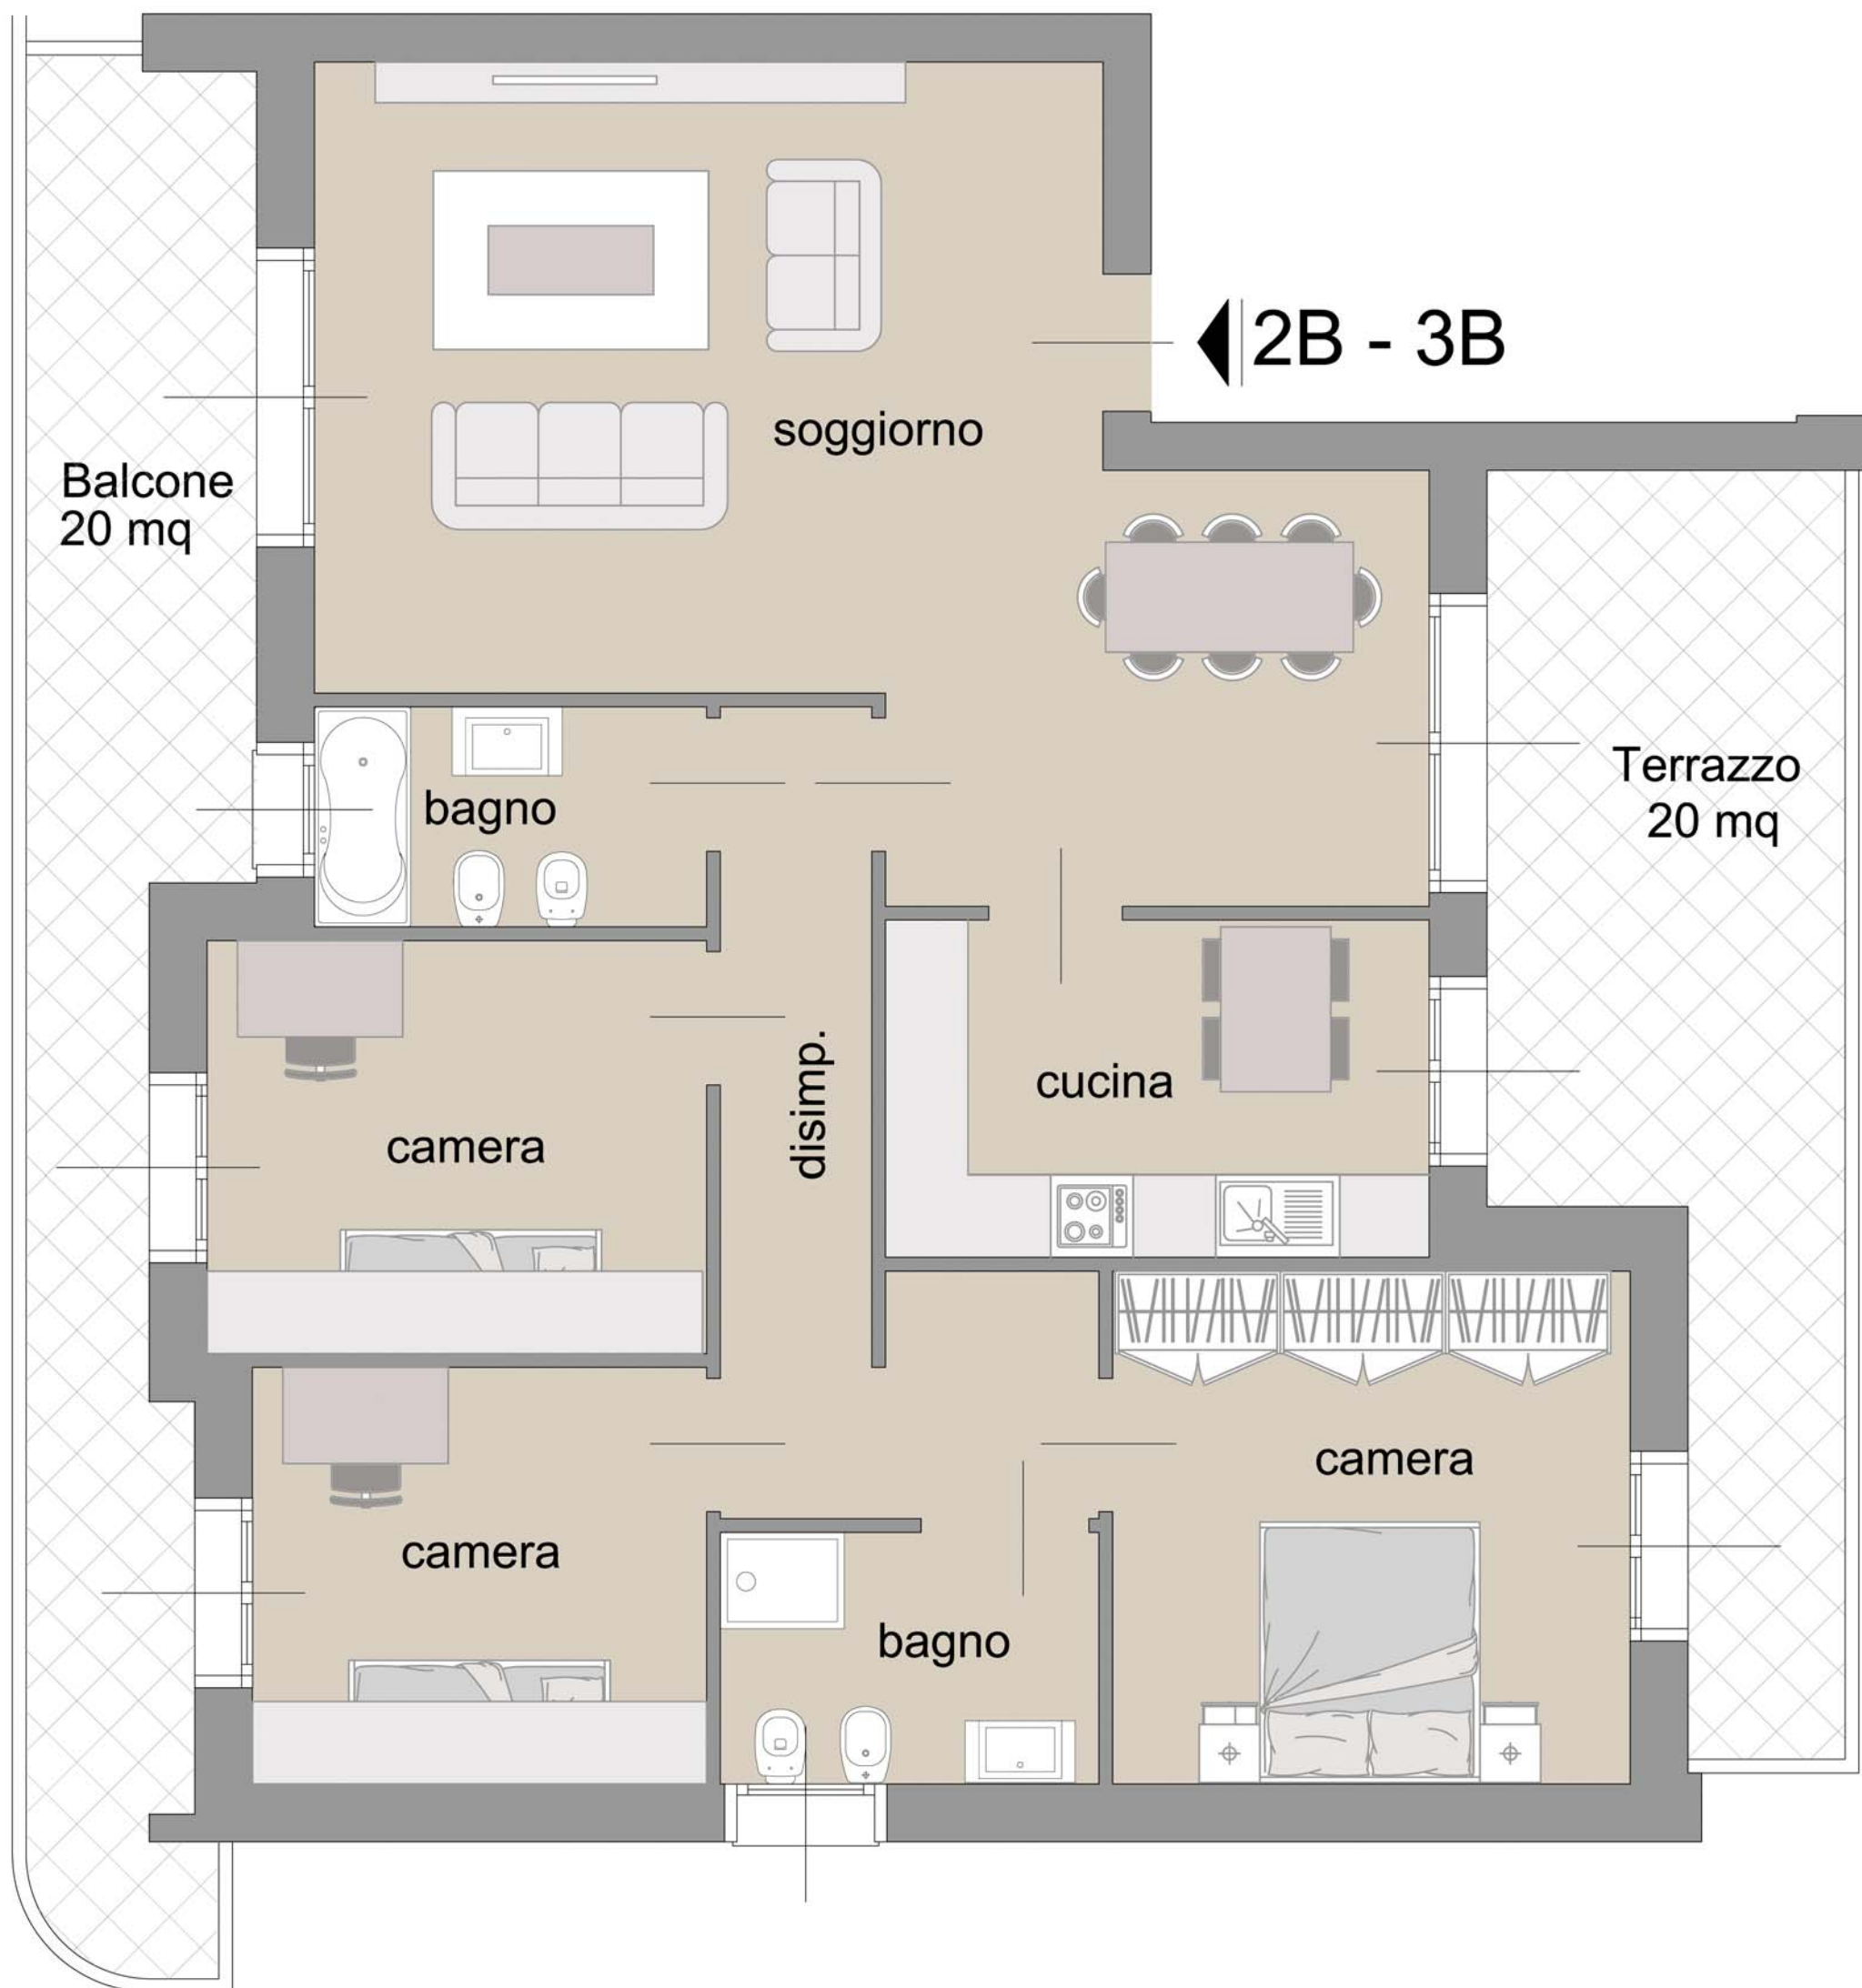 2B - 3B
soggiorno
Balcone
20 mq
Terrazzo
20 mq
bagno
disimp.
cucina
camera
camera
camera
bagno